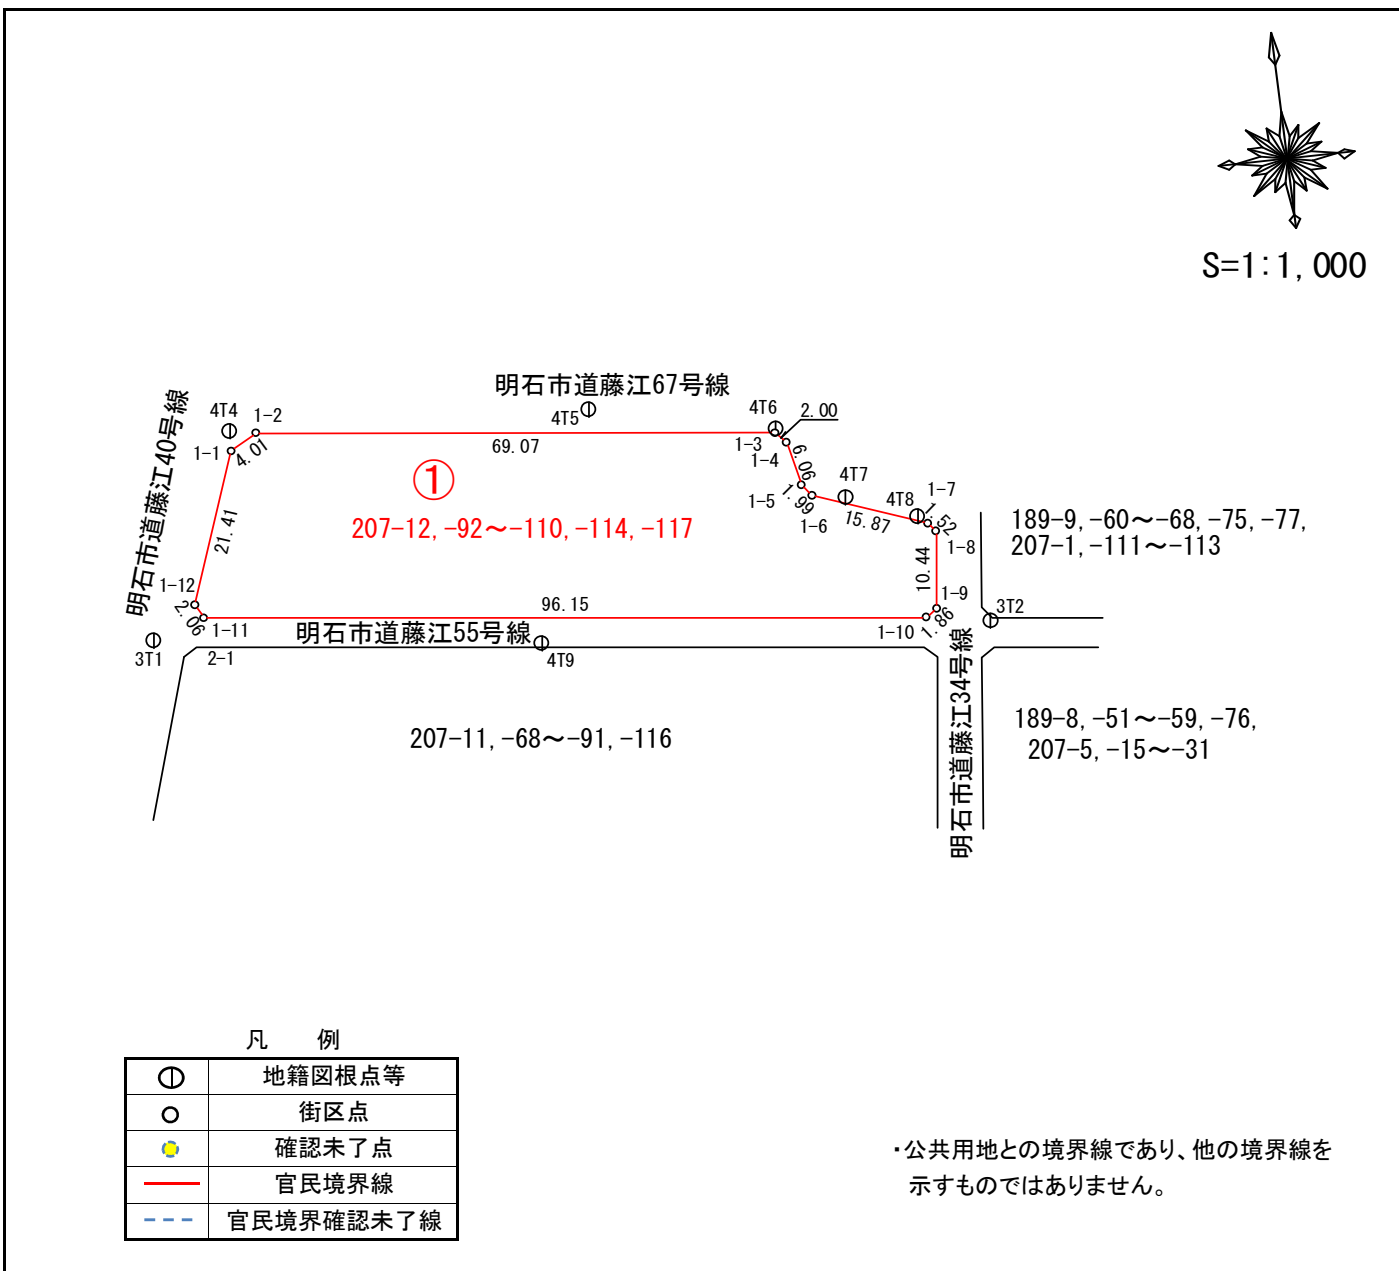 S=1:1,000
明石市道藤江67号線
明石市道藤江40号線
4T4
1-2
4T5
4T6
2.00
1-1
4.01
69.07
1-3
1-4
6.06
①
4T7
1-7
1-5
1.99
4T8
1.52
1-6
15.87
207-12, -92～-110, -114, -117
21.41
189-9, -60～-68, -75, -77,
207-1, -111～-113
1-8
10.44
1-12
1-9
2.06
96.15
3T2
1-11
1-10
1.86
明石市道藤江55号線
3T1
2-1
4T9
明石市道藤江34号線
207-11, -68～-91, -116
189-8, -51～-59, -76,
207-5, -15～-31
凡 例
地籍図根点等
街区点
確認未了点
官民境界線
官民境界確認未了線
・公共用地との境界線であり、他の境界線を
示すものではありません。